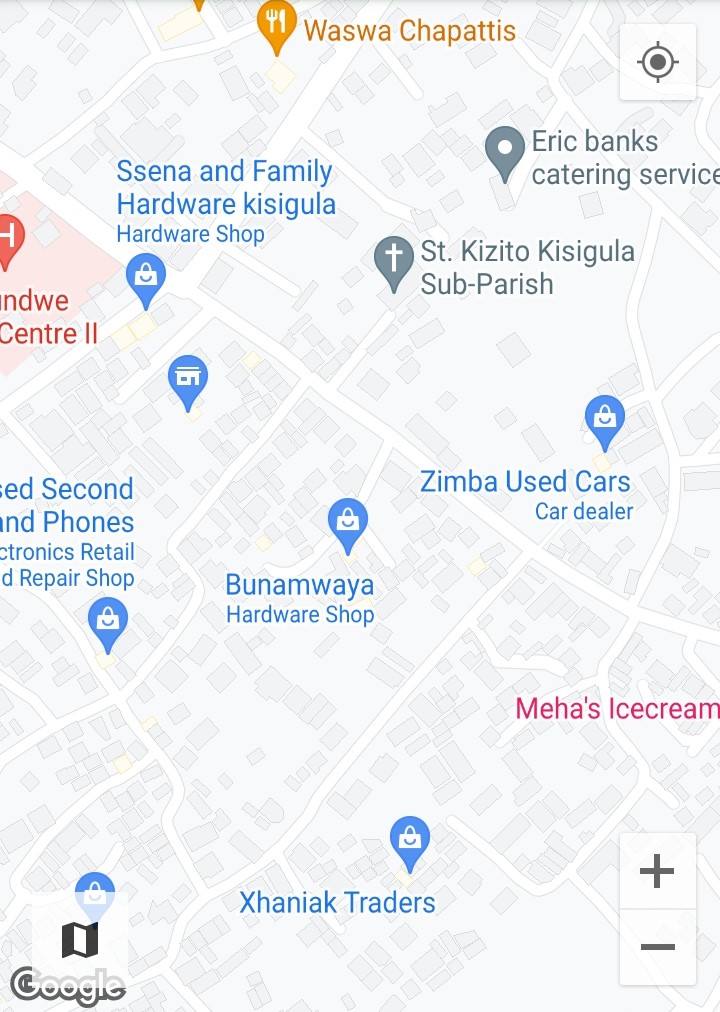 Waswa Chapattis
Eric banks
catering service
Ssena and Family
Hardware kisigula
Hardware Shop
St. Kizito Kisigula
Sub-Parish
H
undwe
Centre II
Zimba Used Cars
Car dealer
sed Second
and Phones
ctronics Retail
d Repair Shop
Bunamwaya
Hardware Shop
Meha's Icecream
Xhaniak Traders
Google